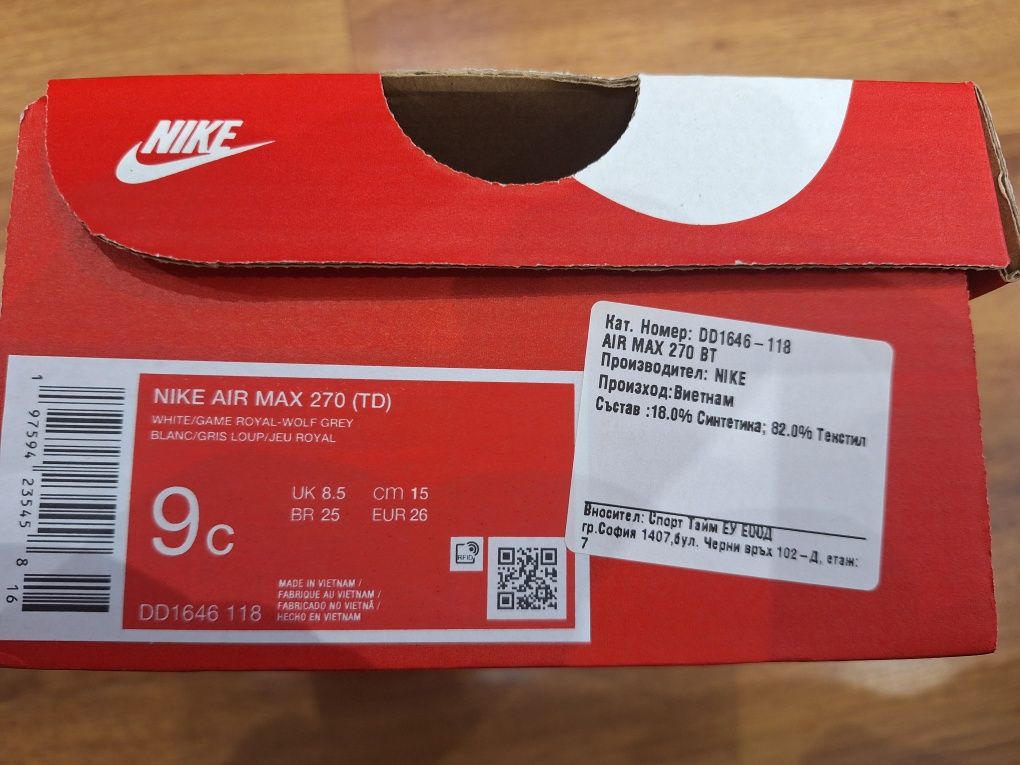 NIKE
Кат. Номер: DD1646-118
AIR MAX 270 BT
Производител: NIKE
Произход:Виетнам
Състав :18.0% Синтетика; 82.0% Текстил
Вносител: Спорт Тайм ЕУ ЕООД
гр.София 1407,бул. Черни връх 102-Д, етаж:
7
1 97594 23545 8 16
NIKE AIR MAX 270 (TD)
WHITE/GAME ROYAL-WOLF GREY
BLANC/GRIS LOUP/JEU ROYAL
9c
UK 8.5 cm 15
BR 25 EUR 26
RFID
MADE IN VIETNAM /
FABRIQUE AU VIETNAM /
FABRICADO NO VIETNÃ /
HECHO EN VIETNAM
DD1646 118